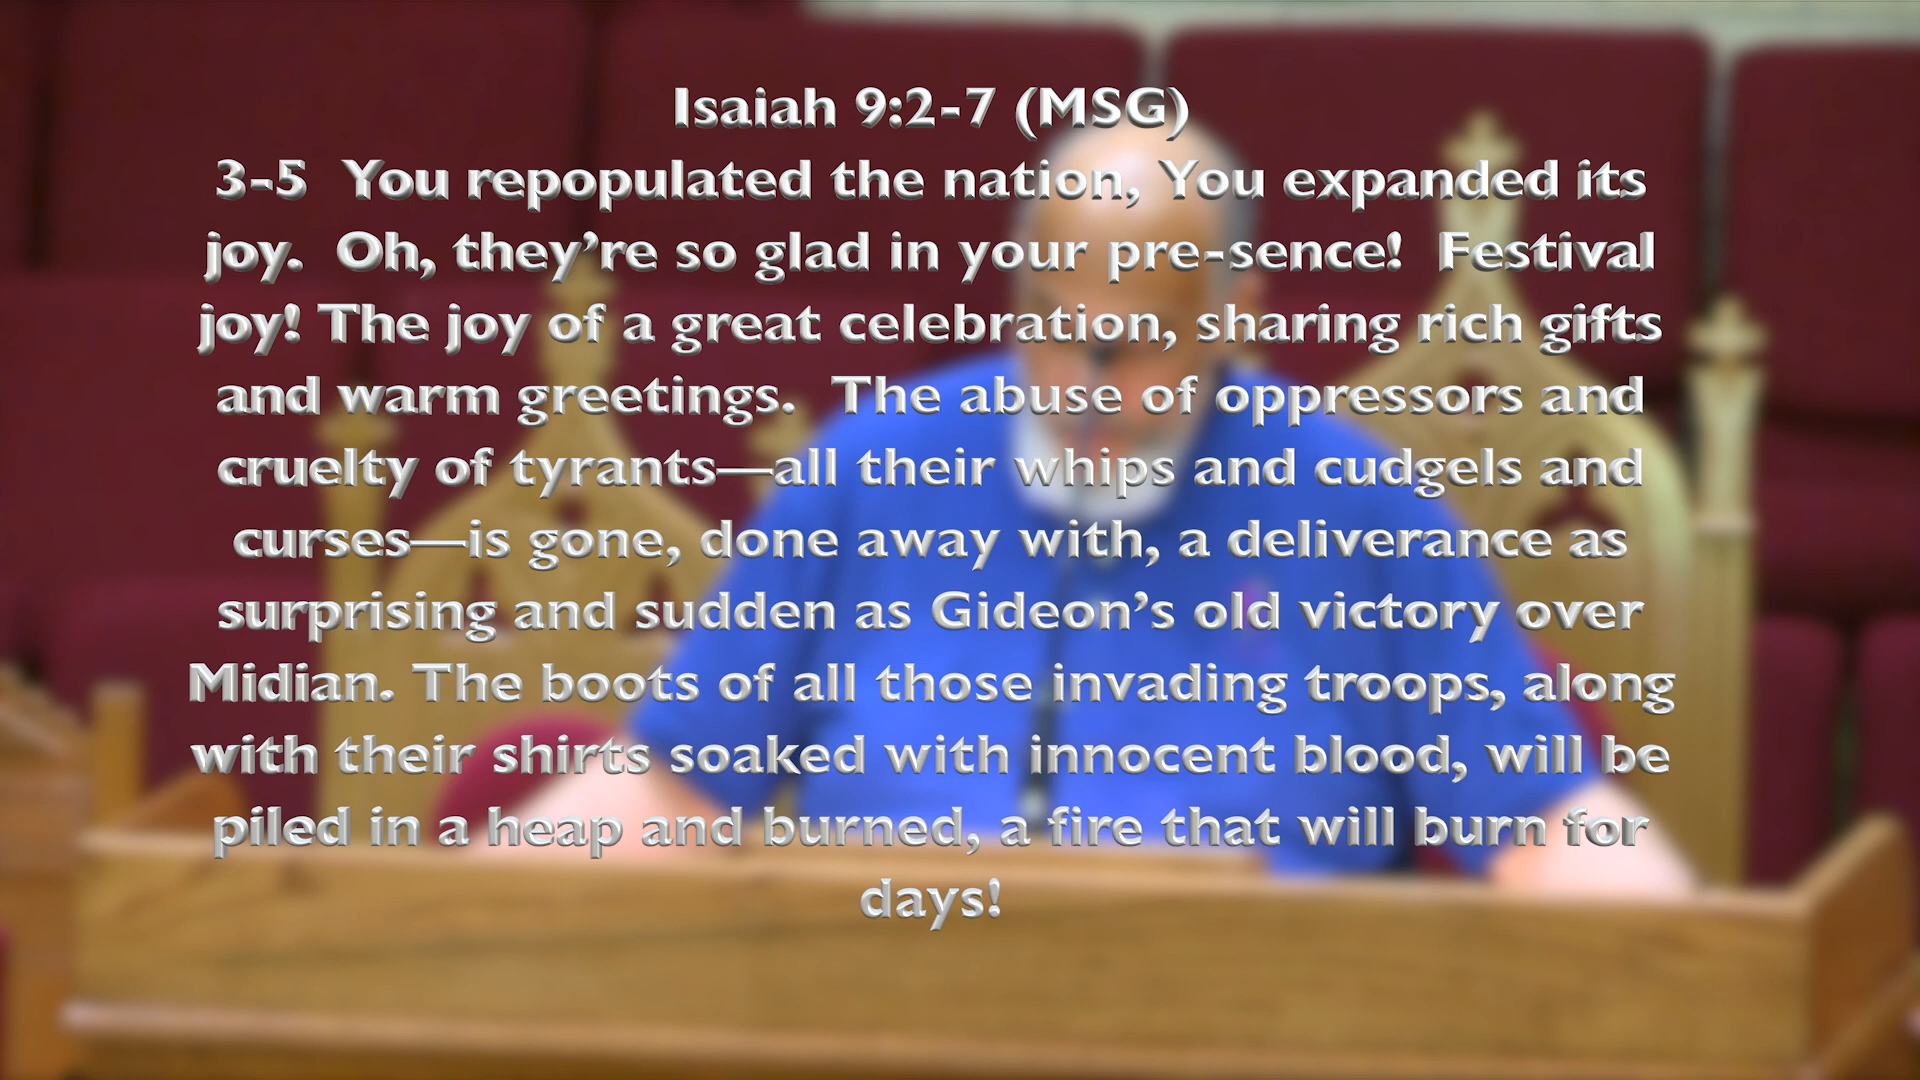 Isaiah 9:2-7 (MSG)
3-5  You repopulated the nation, You expanded its
joy.  Oh, they’re so glad in your pre-sence!  Festival
joy! The joy of a great celebration, sharing rich gifts
and warm greetings.  The abuse of oppressors and
cruelty of tyrants—all their whips and cudgels and
curses—is gone, done away with, a deliverance as
surprising and sudden as Gideon’s old victory over
Midian. The boots of all those invading troops, along
with their shirts soaked with innocent blood, will be
piled in a heap and burned, a fire that will burn for
days!